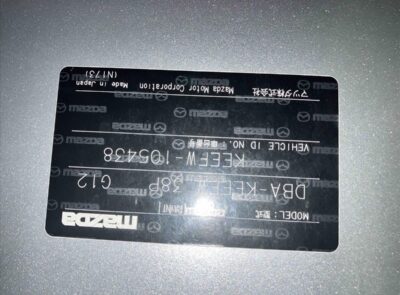 mazda
MODEL:型式
DBA-KEEFW 38P
G12
VEHICLE ID NO. 車台番号
KEEFW-105438
マツダ株式会社 Mazda Motor Corporation Made in Japan
(N173)